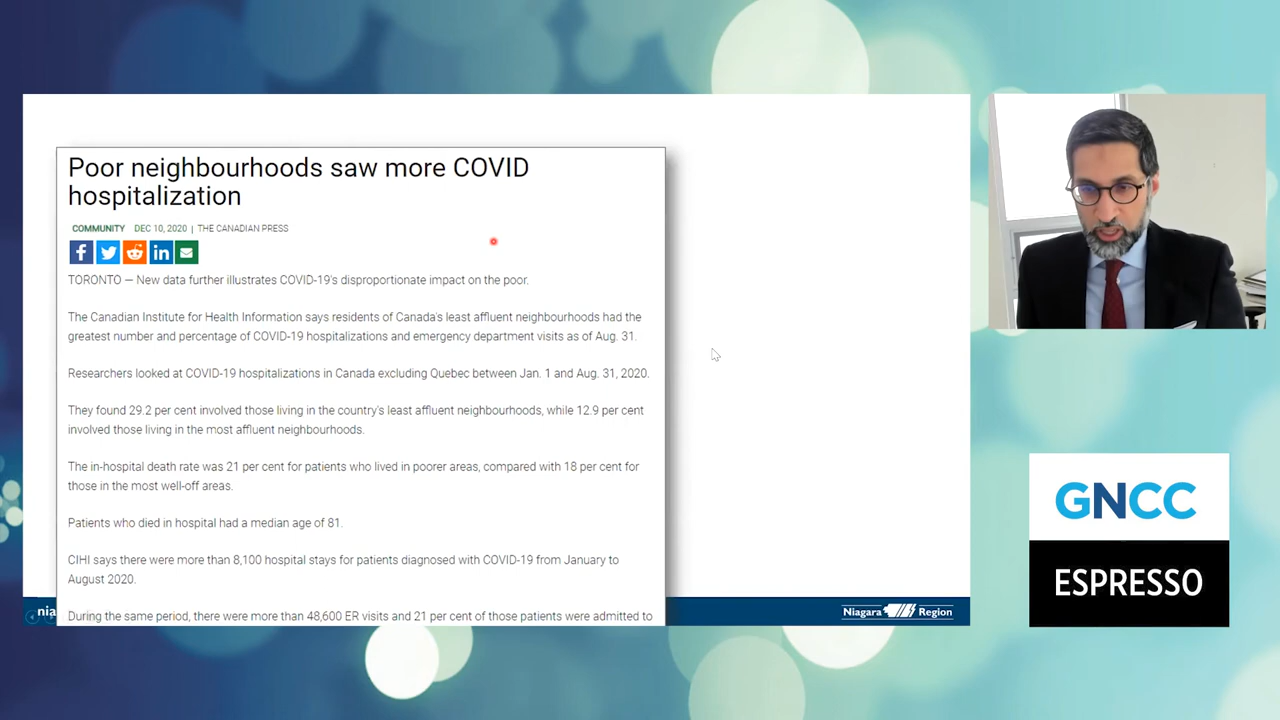 Poor neighbourhoods saw more COVID
hospitalization
COMMUNITY DEC 10, 2020 | THE CANADIAN PRESS
TORONTO — New data further illustrates COVID-19's disproportionate impact on the poor.
The Canadian Institute for Health Information says residents of Canada's least affluent neighbourhoods had the
greatest number and percentage of COVID-19 hospitalizations and emergency department visits as of Aug. 31.
Researchers looked at COVID-19 hospitalizations in Canada excluding Quebec between Jan. 1 and Aug. 31, 2020.
They found 29.2 per cent involved those living in the country's least affluent neighbourhoods, while 12.9 per cent
involved those living in the most affluent neighbourhoods.
The in-hospital death rate was 21 per cent for patients who lived in poorer areas, compared with 18 per cent for
those in the most well-off areas.
Patients who died in hospital had a median age of 81.
CIHI says there were more than 8,100 hospital stays for patients diagnosed with COVID-19 from January to
August 2020.
During the same period, there were more than 48,600 ER visits and 21 per cent of those patients were admitted to
nia
Niagara Region
GNCC
ESPRESSO